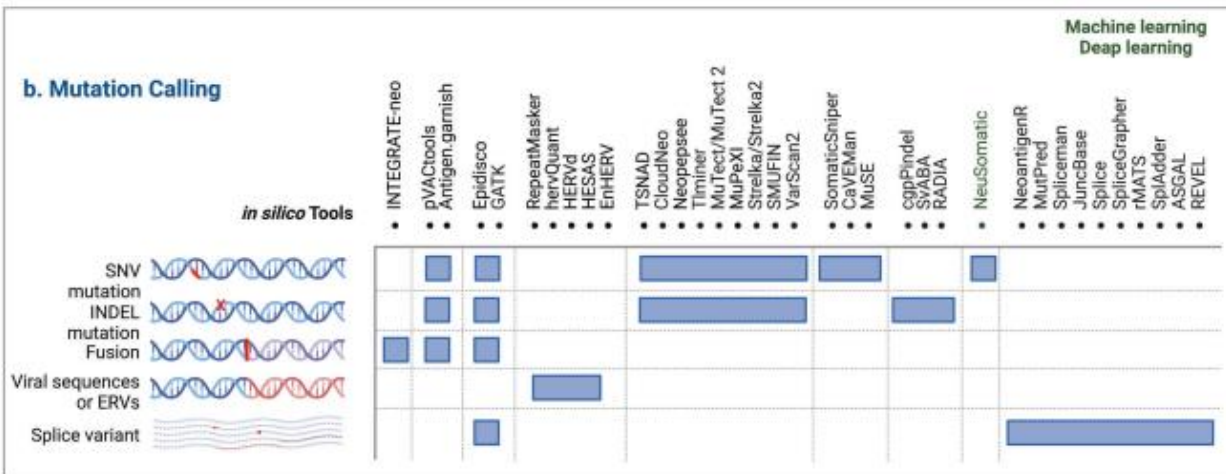 Machine learning
Deap learning
b. Mutation Calling
in silico Tools
INTEGRATE-neo
pVACtools
Antigen.garnish
Epidisco
GATK
RepeatMasker
hervQuant
HERVd
HESAS
EnHERV
TSNAD
CloudNeo
Neopepsee
TIminer
MuTect/MuTect 2
MuPeXI
Strelka/Strelka2
SMUFIN
VarScan2
SomaticSniper
CaVEMan
MuSE
cgpPindel
SvABA
RADIA
NeuSomatic
NeoantigenR
MutPred
Spliceman
JuncBase
Splice
SpliceGrapher
rMATS
SplAdder
ASGAL
REVEL
SNV
mutation
INDEL
mutation
Fusion
Viral sequences
or ERVs
Splice variant